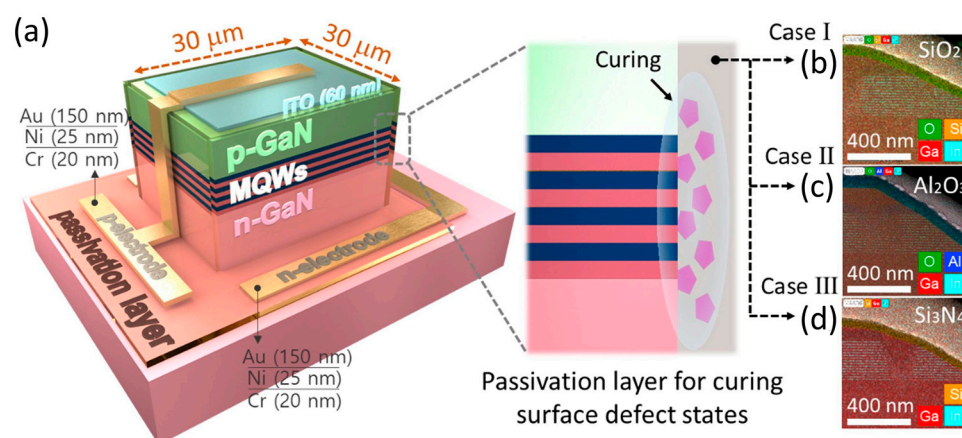 (a)
30 μm
30 μm
ITO (60 nm)
p-GaN
MQWs
n-GaN
Au (150 nm)
Ni (25 nm)
Cr (20 nm)
p-electrode
n-electrode
passivation layer
Au (150 nm)
Ni (25 nm)
Cr (20 nm)
Curing
Passivation layer for curing
surface defect states
Case I
(b)
SiO2
O Si
Ga In
400 nm
Case II
(c)
Al2O3
O Al
Ga In
400 nm
Case III
(d)
Si3N4
Si
Ga In
400 nm